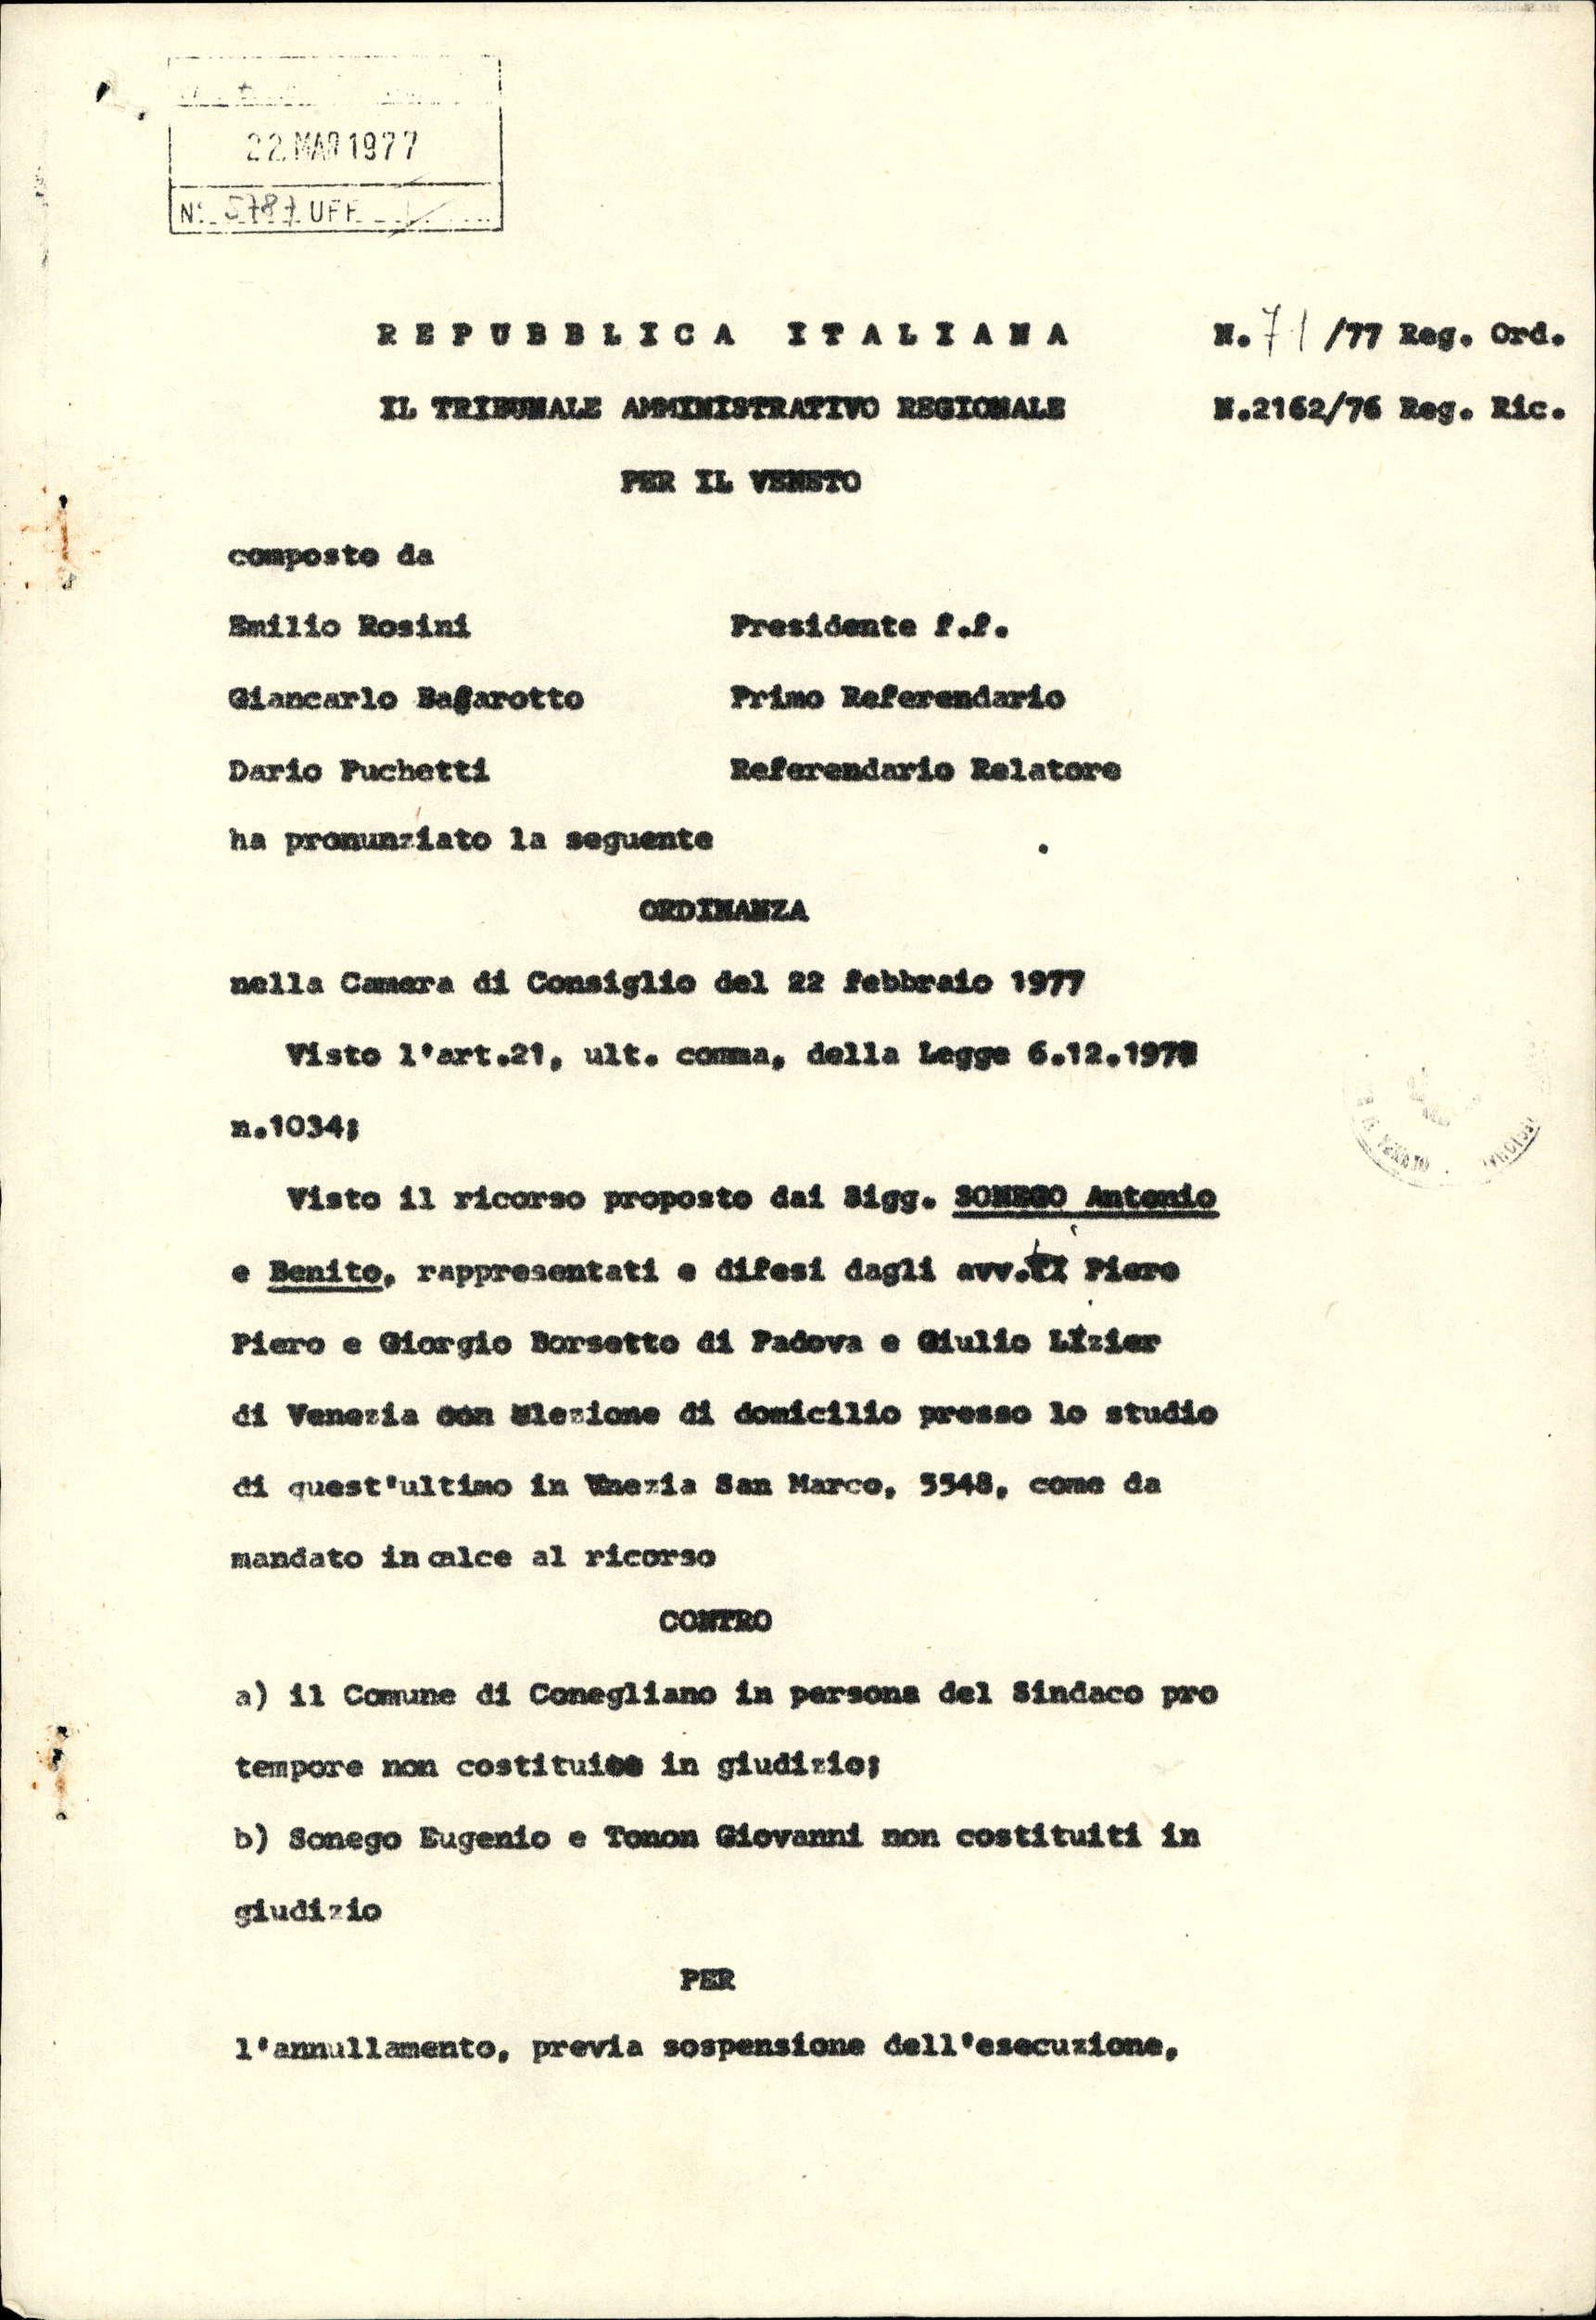 22 MAR 1977
N° 5787 UFF.
REPUBBLICA ITALIANA N. 71 /77 Reg. Ord.
IL TRIBUNALE AMMINISTRATIVO REGIONALE N.2162/76 Reg. Ric.
PER IL VENETO
composto da
Emilio Rosini Presidente f.f.
Giancarlo Bagarotto Primo Referendario
Dario Puchetti Referendario Relatore
ha pronunziato la seguente
ORDINANZA
nella Camera di Consiglio del 22 febbraio 1977
Visto l'art.21, ult. comma, della Legge 6.12.1971
n.1034;
Visto il ricorso proposto dai Sigg. SONEGO Antonio
e Benito, rappresentati e difesi dagli avv.ti Piero
Piero e Giorgio Borsetto di Padova e Giulio Lizier
di Venezia con elezione di domicilio presso lo studio
di quest'ultimo in Venezia San Marco, 5548, come da
mandato in calce al ricorso
CONTRO
a) il Comune di Conegliano in persona del Sindaco pro
tempore non costituito in giudizio;
b) Sonego Eugenio e Tonon Giovanni non costituiti in
giudizio
PER
l'annullamento, previa sospensione dell'esecuzione,